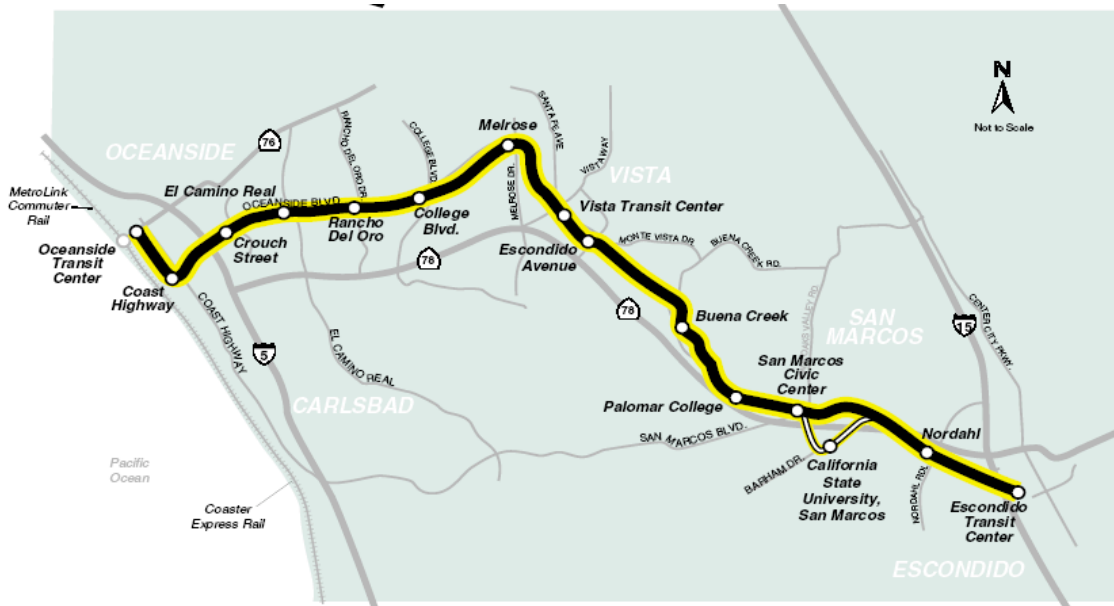 N
Not to Scale
OCEANSIDE
76
RANCHO DEL ORO DR.
COLLEGE BLVD.
Melrose
SANTA FE AVE
VISTA WAY
VISTA
MetroLink
Commuter
Rail
El Camino Real
OCEANSIDE BLVD
MELROSE DR.
Vista Transit Center
Oceanside
Transit
Center
Crouch
Street
Rancho
Del Oro
College
Blvd.
78
Escondido
Avenue
MONTE VISTA DR.
BUENA CREEK RD.
Coast
Highway
COAST HIGHWAY
5
EL CAMINO REAL
78
Buena Creek
SAN
MARCOS
15
CENTER CITY PKWY.
San Marcos
Civic
Center
CARLSBAD
Palomar College
SAN MARCOS BLVD.
Nordahl
BARHAM DR.
California
State
University,
San Marcos
Pacific
Ocean
Coaster
Express Rail
Escondido
Transit
Center
ESCONDIDO